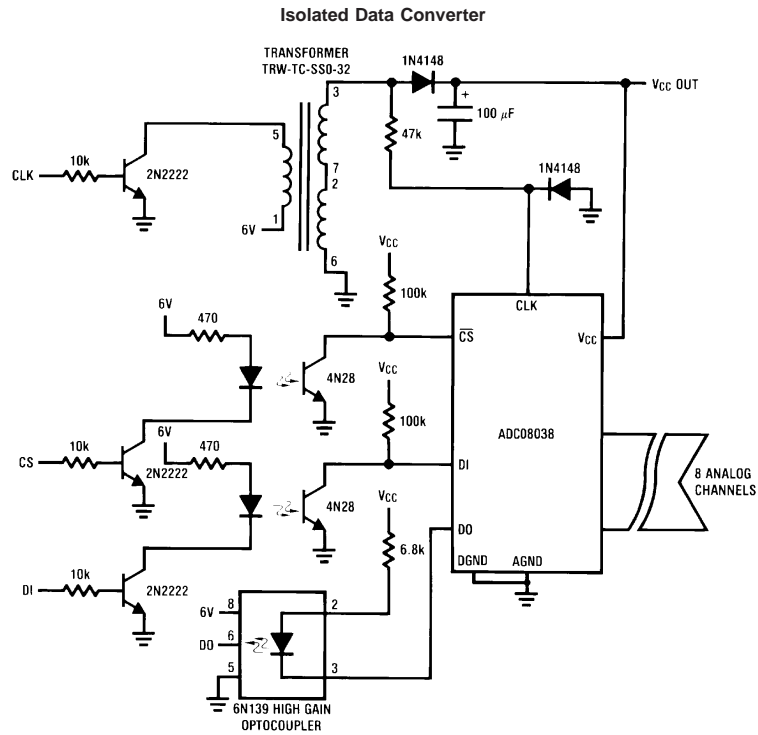 Isolated Data Converter
TRANSFORMER
TRW-TC-SS0-32
1N4148
3
VCC OUT
+
100 µF
47k
5
10k
CLK
2N2222
7
2
1N4148
1
6V
6
VCC
100k
CLK
6V
470
CS
VCC
4N28
VCC
100k
ADC08038
10k
6V
470
CS
2N2222
DI
8 ANALOG
CHANNELS
4N28
VCC
DO
6.8k
DGND
AGND
10k
DI
2N2222
6V
8
2
DO
6
5
3
6N139 HIGH GAIN
OPTOCOUPLER